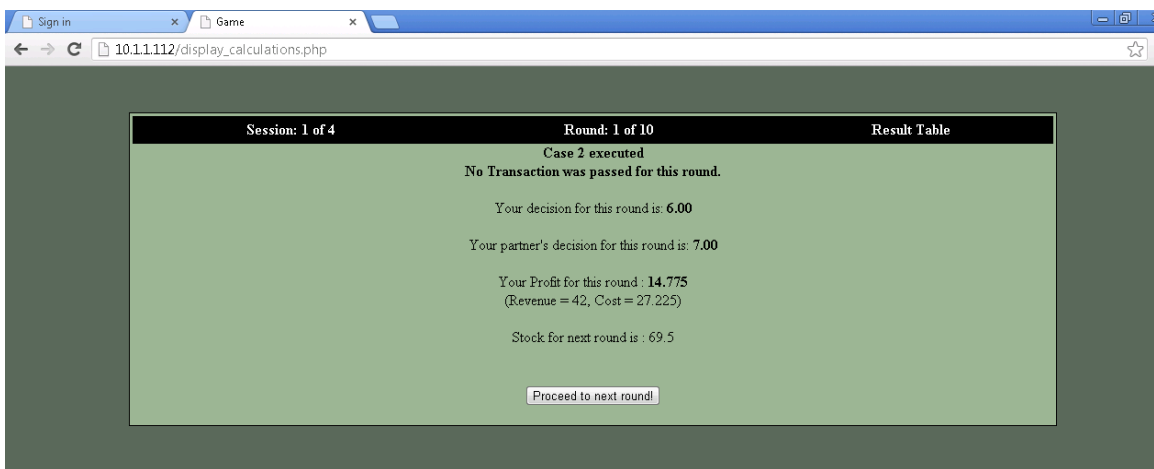 Sign in
Game
10.1.1.112/display_calculations.php
Session: 1 of 4 Round: 1 of 10 Result Table
Case 2 executed
No Transaction was passed for this round.
Your decision for this round is: 6.00
Your partner's decision for this round is: 7.00
Your Profit for this round : 14.775
(Revenue = 42, Cost = 27.225)
Stock for next round is : 69.5
Proceed to next round!